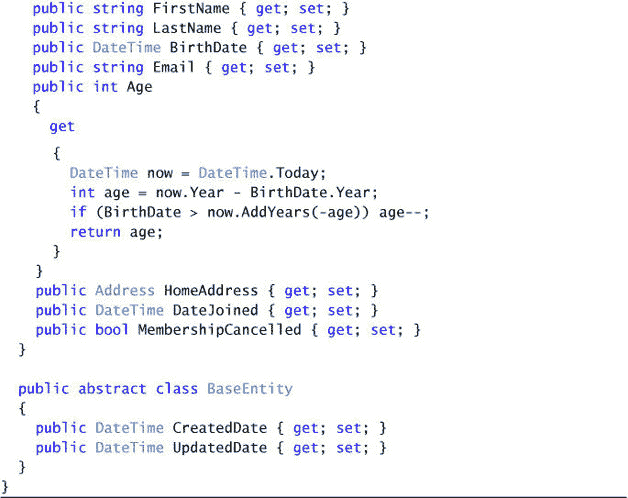 public string FirstName { get; set; }
public string LastName { get; set; }
public DateTime BirthDate { get; set; }
public string Email { get; set; }
public int Age
{
get
{
DateTime now = DateTime.Today;
int age = now.Year - BirthDate.Year;
if (BirthDate > now.AddYears(-age)) age--;
return age;
}
}
public Address HomeAddress { get; set; }
public DateTime DateJoined { get; set; }
public bool MembershipCancelled { get; set; }
}
public abstract class BaseEntity
{
public DateTime CreatedDate { get; set; }
public DateTime UpdatedDate { get; set; }
}
}